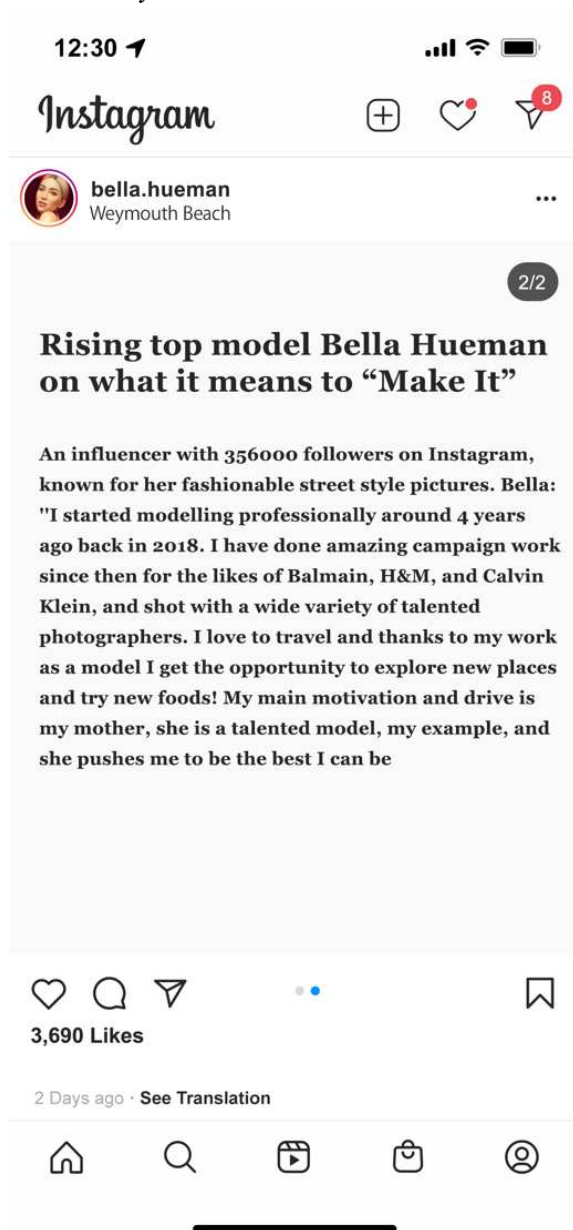 12:30
Instagram
8
bella.hueman
Weymouth Beach
2/2
Rising top model Bella Hueman
on what it means to “Make It”
An influencer with 356000 followers on Instagram,
known for her fashionable street style pictures. Bella:
"I started modelling professionally around 4 years
ago back in 2018. I have done amazing campaign work
since then for the likes of Balmain, H&M, and Calvin
Klein, and shot with a wide variety of talented
photographers. I love to travel and thanks to my work
as a model I get the opportunity to explore new places
and try new foods! My main motivation and drive is
my mother, she is a talented model, my example, and
she pushes me to be the best I can be
3,690 Likes
2 Days ago · See Translation